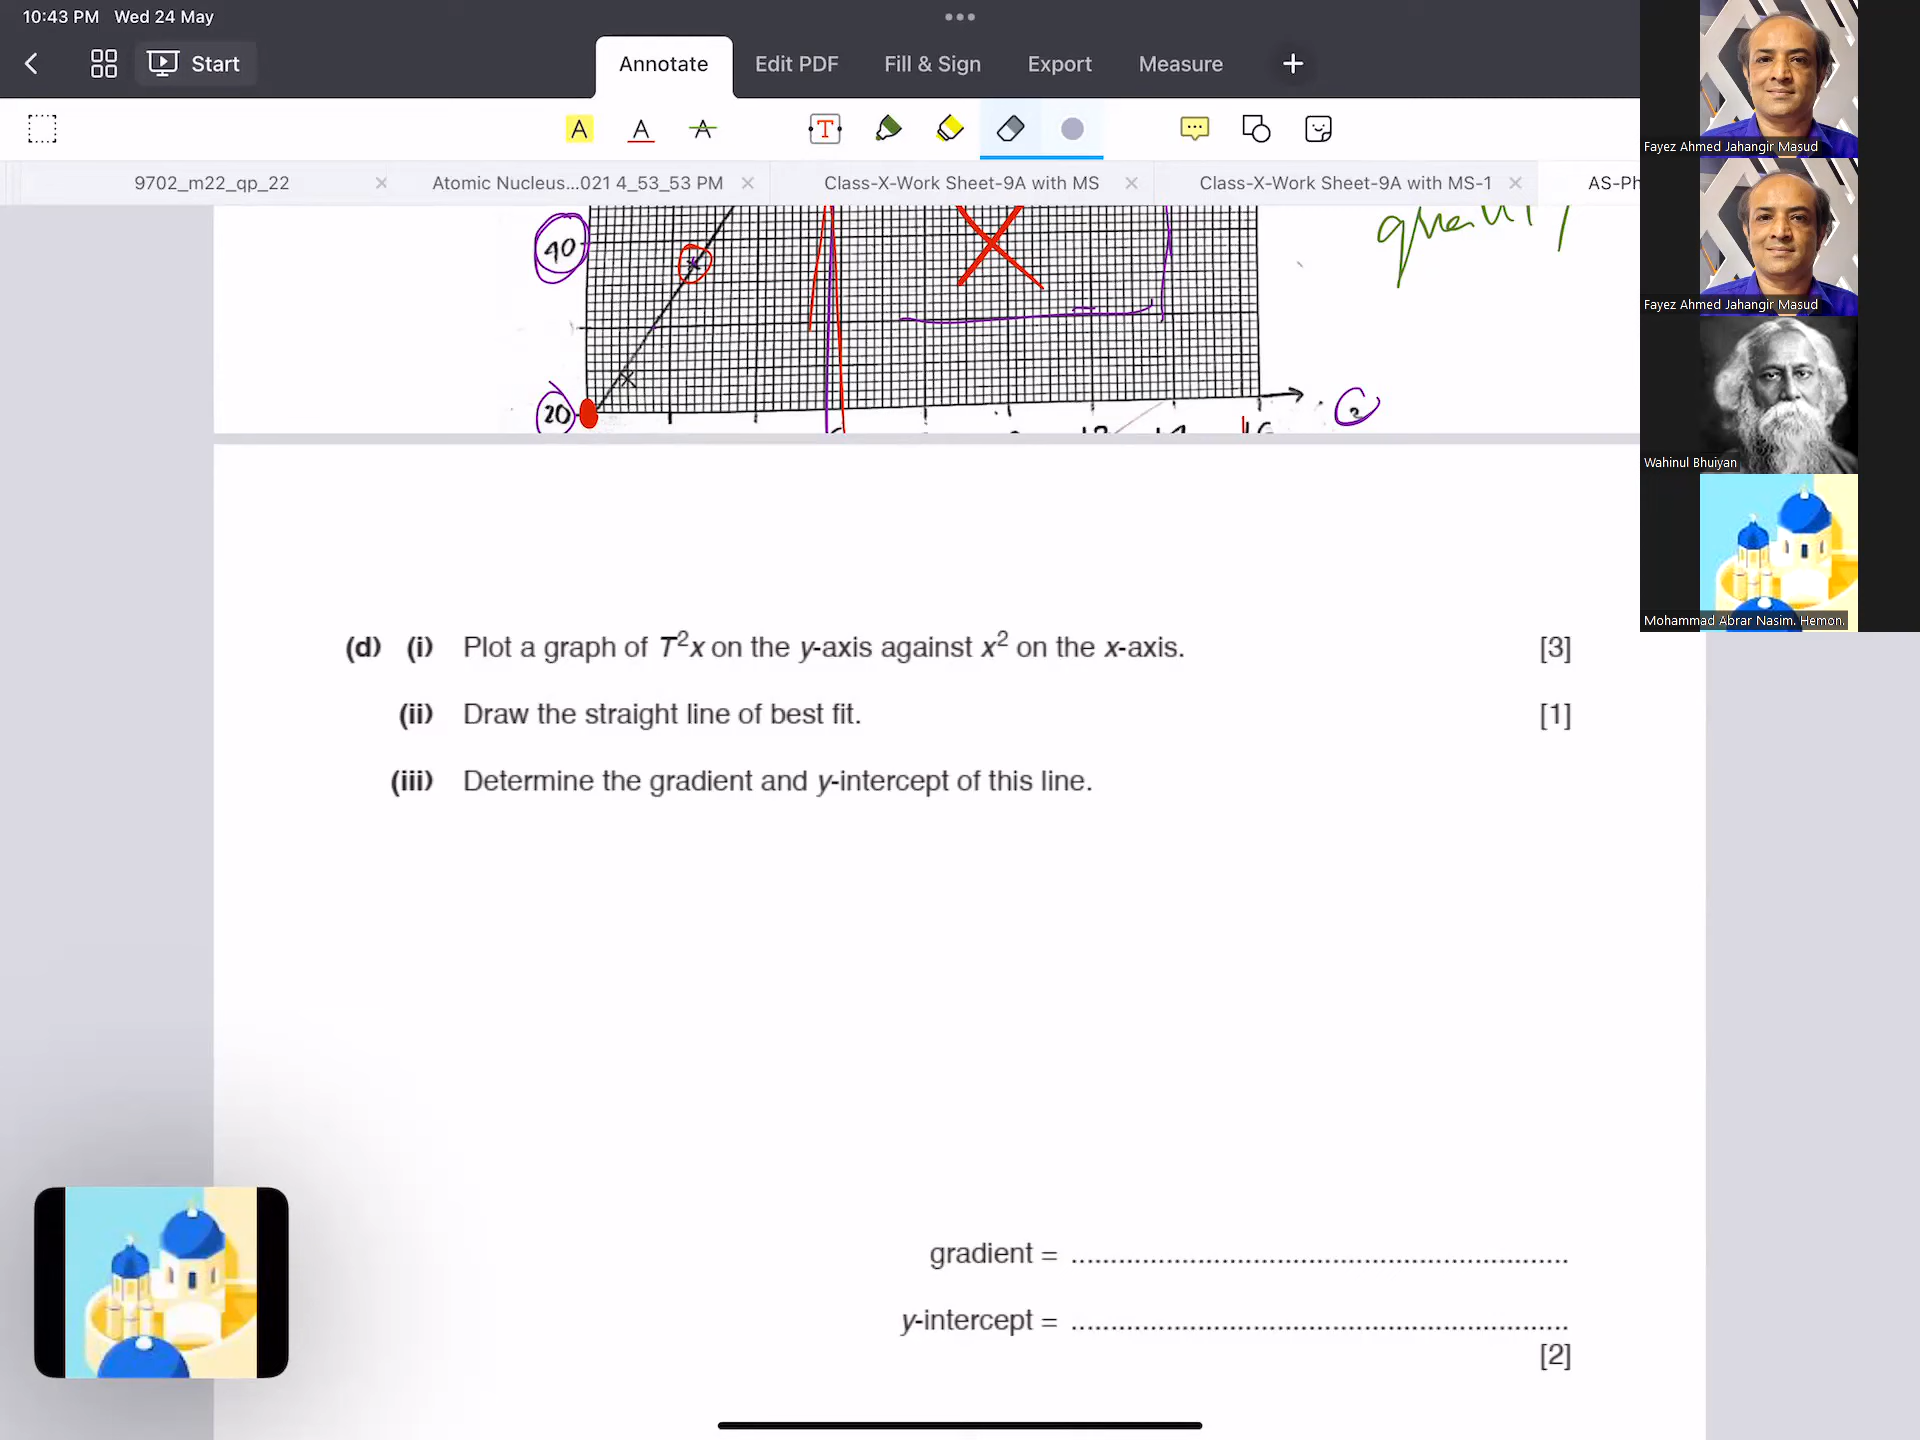 10:43 PM Wed 24 May
Start
Annotate
Edit PDF
Fill & Sign
Export
Measure
A A A T
9702_m22_qp_22
Atomic Nucleus...021 4_53_53 PM
Class-X-Work Sheet-9A with MS
Class-X-Work Sheet-9A with MS-1
AS-Ph
40
20
Fayez Ahmed Jahangir Masud
Fayez Ahmed Jahangir Masud
Wahinul Bhuiyan
Mohammad Abrar Nasim. Hemon.
(d) (i) Plot a graph of T²x on the y-axis against x² on the x-axis. [3]
(ii) Draw the straight line of best fit. [1]
(iii) Determine the gradient and y-intercept of this line.
gradient = ..................................................
y-intercept = ..................................................
[2]